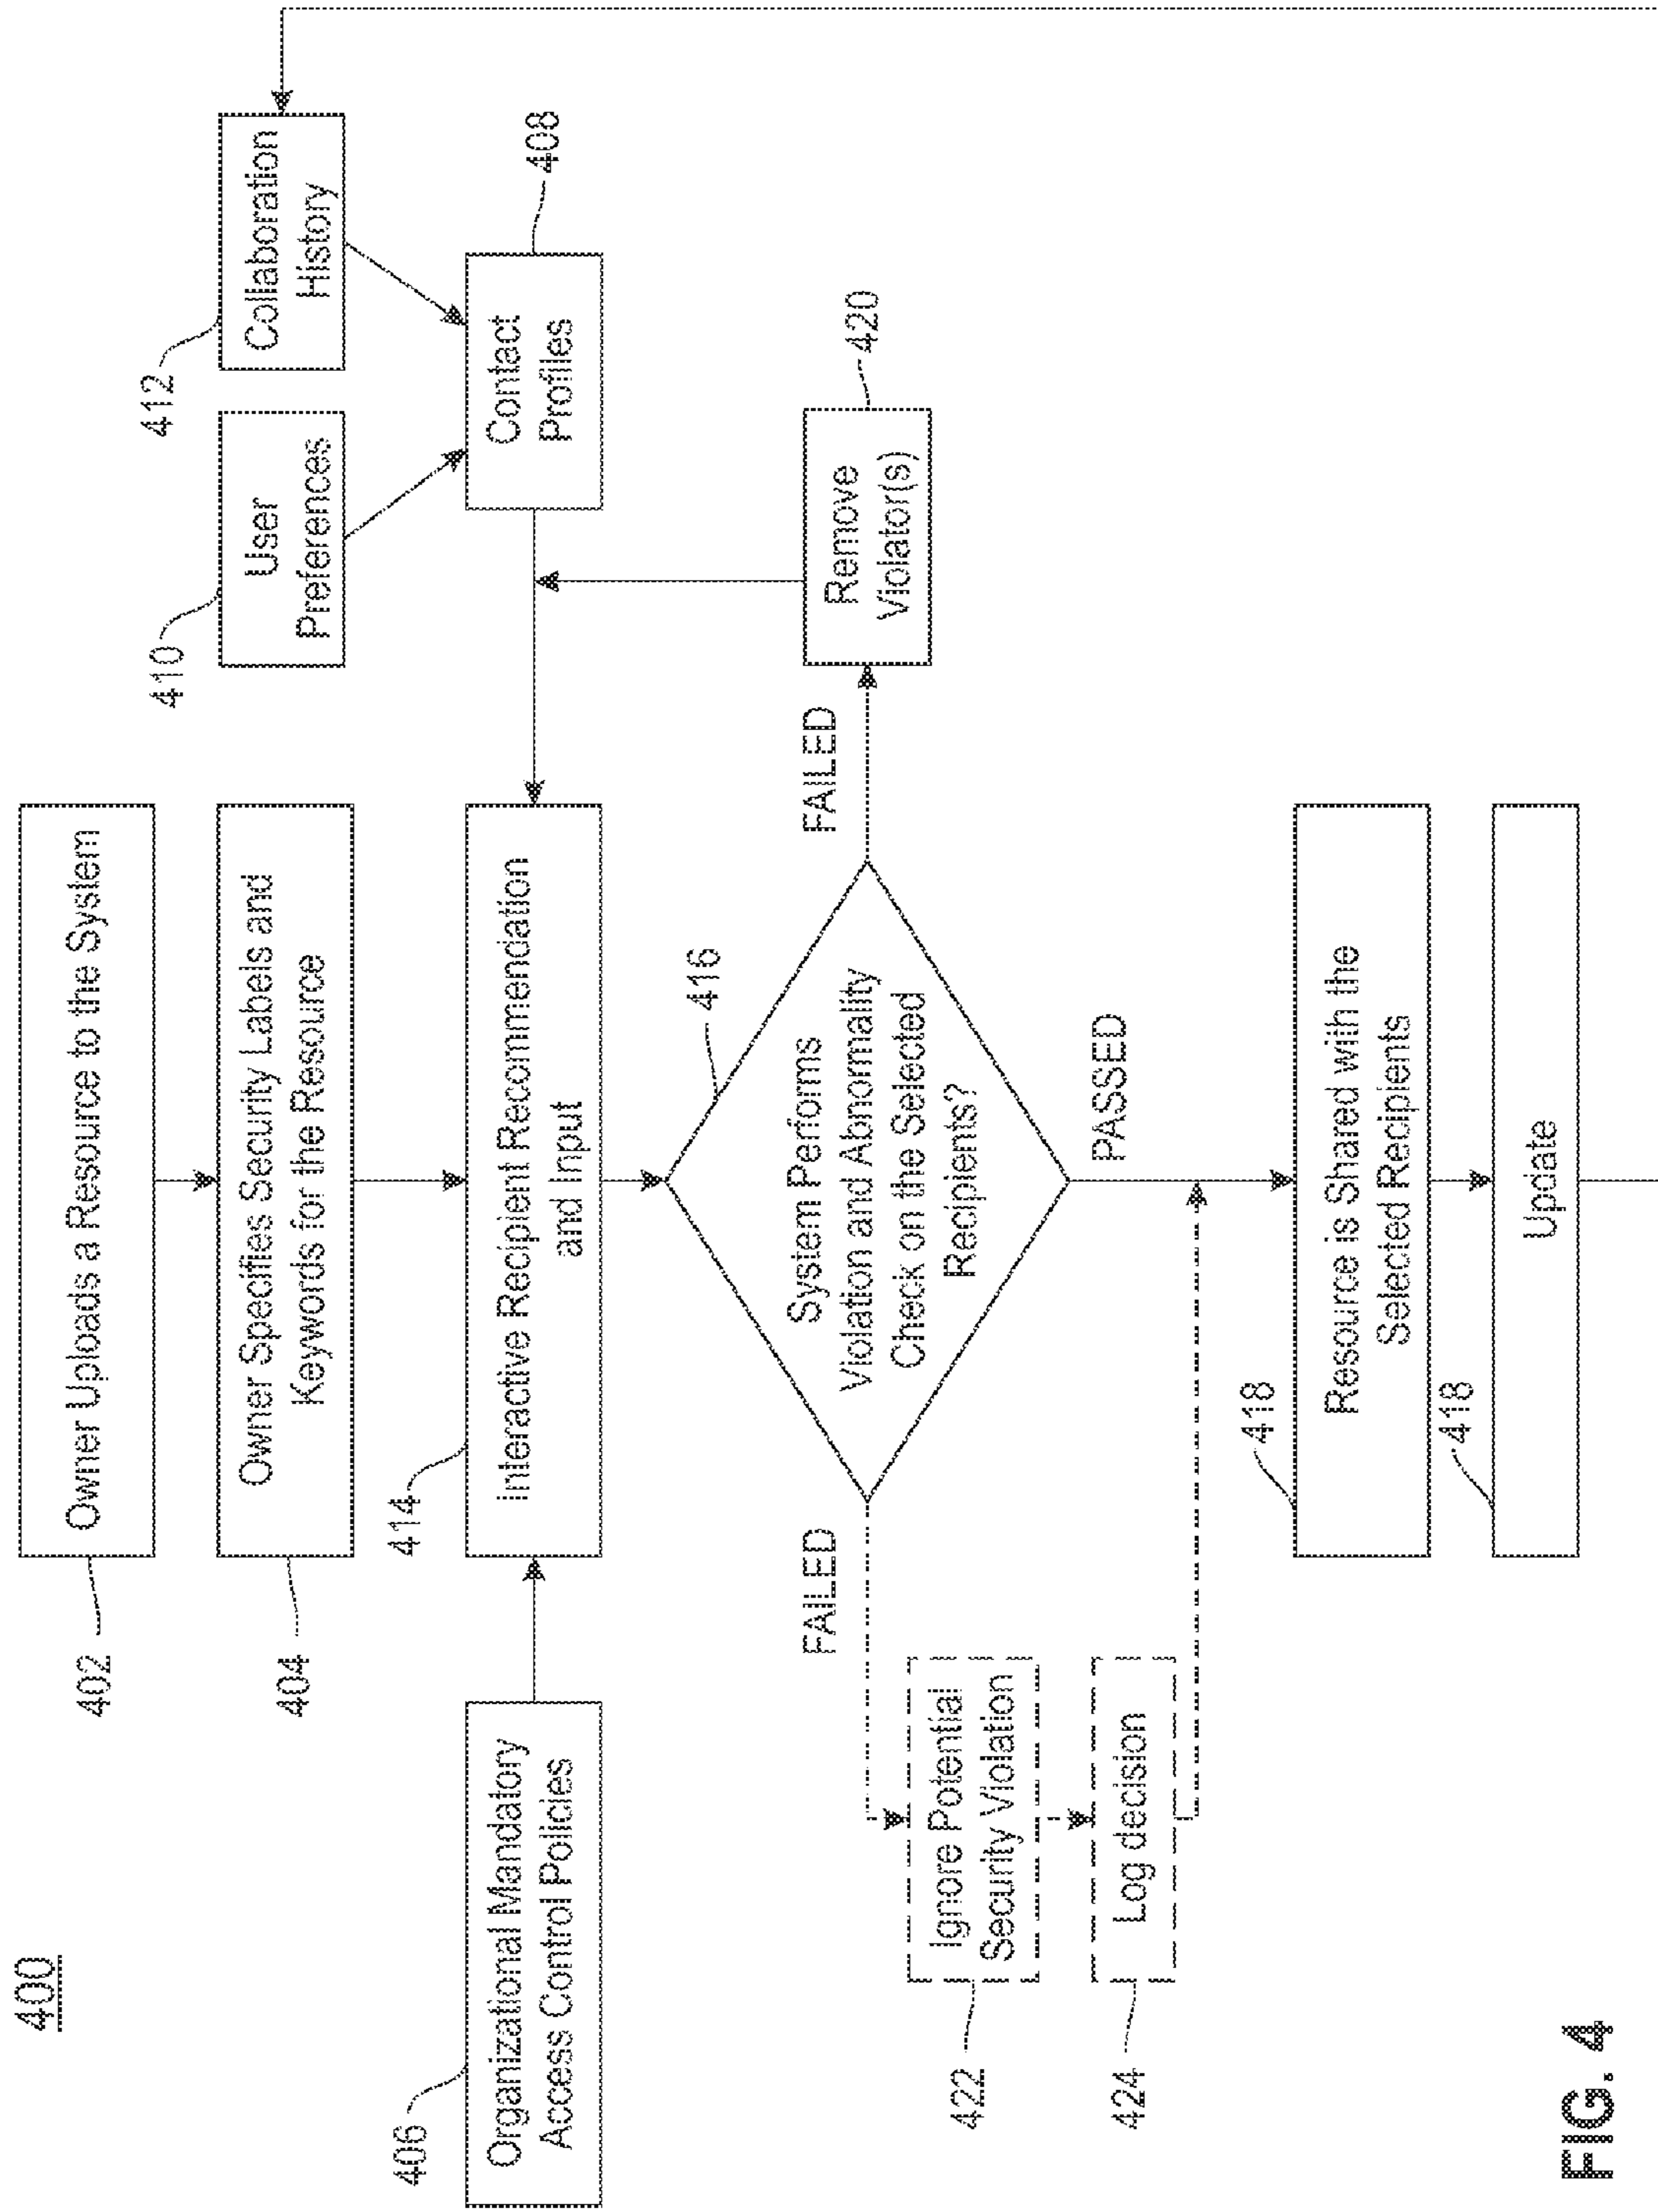 400
402
Owner Uploads a Resource to the System
404
Owner Specifies Security Labels and
Keywords for the Resource
406
Organizational Mandatory
Access Control Policies
414
Interactive Recipient Recommendation
and Input
410
User
Preferences
412
Collaboration
History
408
Contact
Profiles
416
System Performs
Violation and Abnormality
Check on the Selected
Recipients?
FAILED
FAILED
420
Remove
Violator(s)
422
Ignore Potential
Security Violation
424
Log decision
PASSED
418
Resource is Shared with the
Selected Recipients
418
Update
FIG. 4